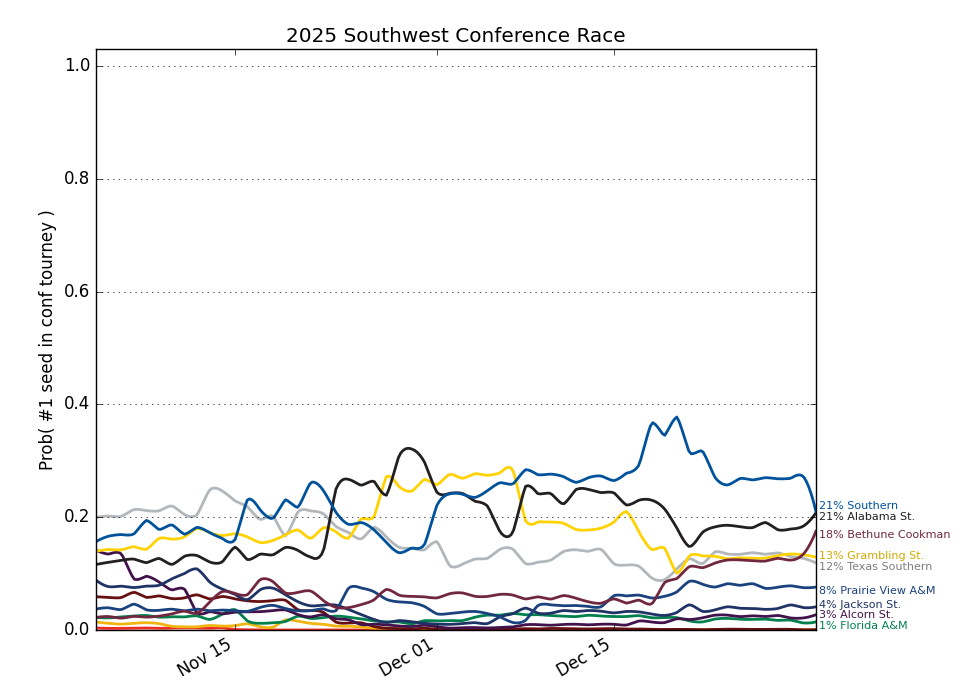 2025 Southwest Conference Race
Prob( #1 seed in conf tourney )
1.0
0.8
0.6
0.4
0.2
0.0
Nov 15
Dec 01
Dec 15
21% Southern
21% Alabama St.
18% Bethune Cookman
13% Grambling St.
12% Texas Southern
8% Prairie View A&M
4% Jackson St.
3% Alcorn St.
1% Florida A&M